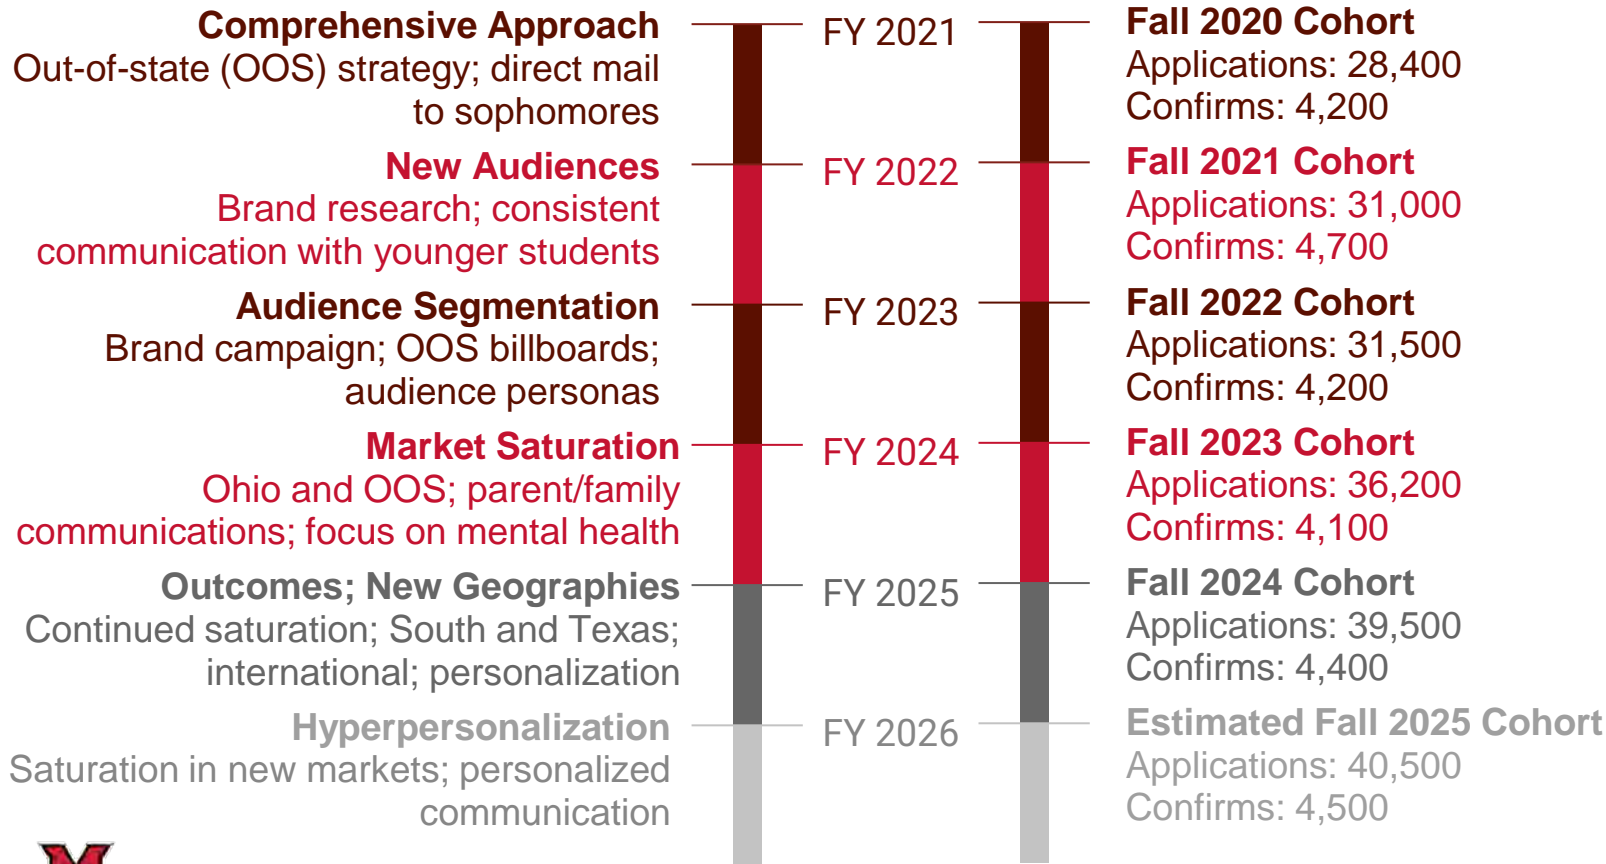 Comprehensive Approach
Out-of-state (OOS) strategy; direct mail
to sophomores
FY 2021
Fall 2020 Cohort
Applications: 28,400
Confirms: 4,200
New Audiences
Brand research; consistent
communication with younger students
FY 2022
Fall 2021 Cohort
Applications: 31,000
Confirms: 4,700
Audience Segmentation
Brand campaign; OOS billboards;
audience personas
FY 2023
Fall 2022 Cohort
Applications: 31,500
Confirms: 4,200
Market Saturation
Ohio and OOS; parent/family
communications; focus on mental health
FY 2024
Fall 2023 Cohort
Applications: 36,200
Confirms: 4,100
Outcomes; New Geographies
Continued saturation; South and Texas;
international; personalization
FY 2025
Fall 2024 Cohort
Applications: 39,500
Confirms: 4,400
Hyperpersonalization
Saturation in new markets; personalized
communication
FY 2026
Estimated Fall 2025 Cohort
Applications: 40,500
Confirms: 4,500
M